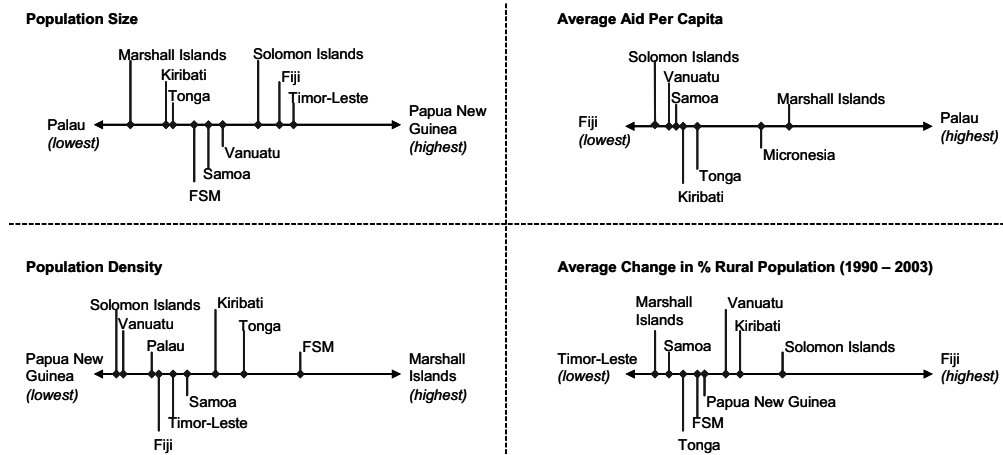 Population Size
Marshall Islands
Solomon Islands
Kiribati
Fiji
Tonga
Timor-Leste
Palau
(lowest)
Papua New
Guinea
(highest)
Vanuatu
Samoa
FSM
Average Aid Per Capita
Solomon Islands
Vanuatu
Samoa
Marshall Islands
Fiji
(lowest)
Palau
(highest)
Micronesia
Tonga
Kiribati
Population Density
Solomon Islands
Kiribati
Vanuatu
Tonga
Palau
FSM
Papua New
Guinea
(lowest)
Marshall
Islands
(highest)
Samoa
Timor-Leste
Fiji
Average Change in % Rural Population (1990 – 2003)
Marshall
Islands
Vanuatu
Kiribati
Samoa
Solomon Islands
Timor-Leste
(lowest)
Fiji
(highest)
Papua New Guinea
FSM
Tonga